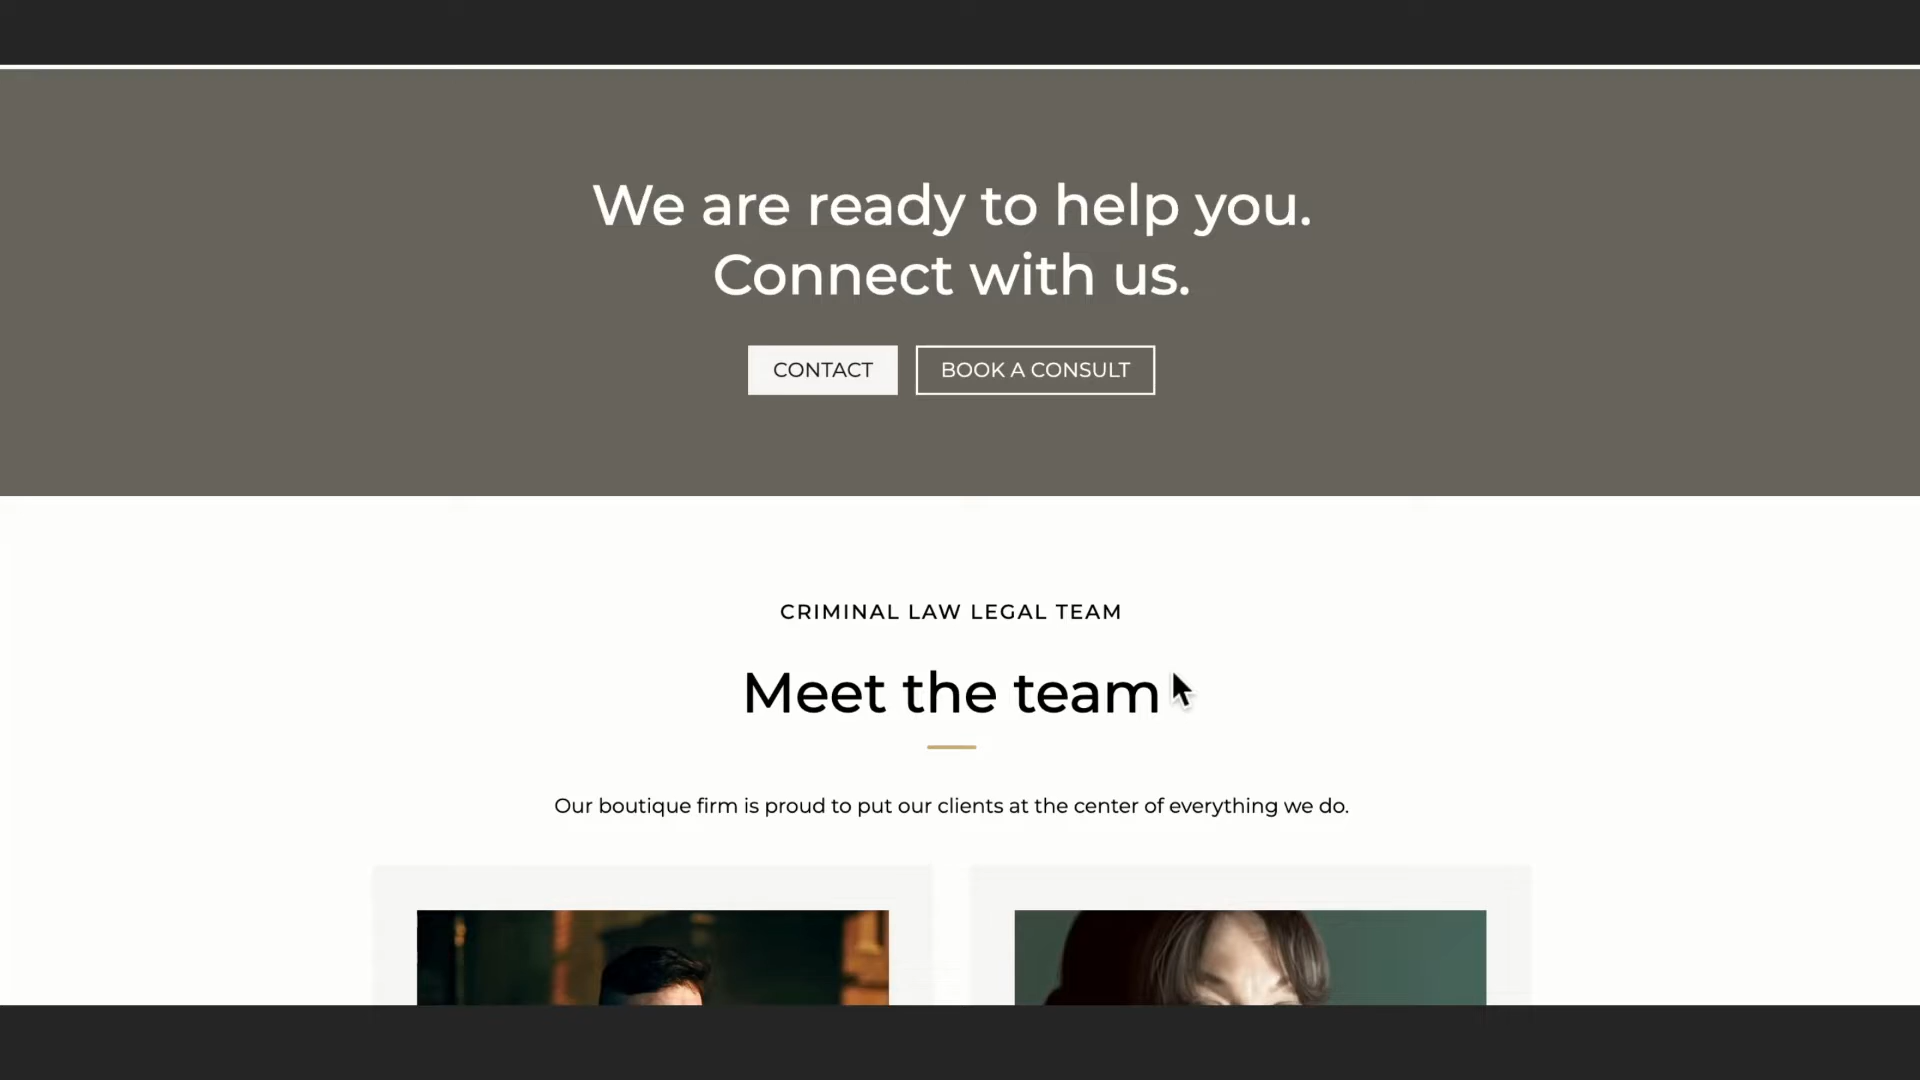 We are ready to help you.
Connect with us.
CONTACT
BOOK A CONSULT
CRIMINAL LAW LEGAL TEAM
Meet the team
Our boutique firm is proud to put our clients at the center of everything we do.